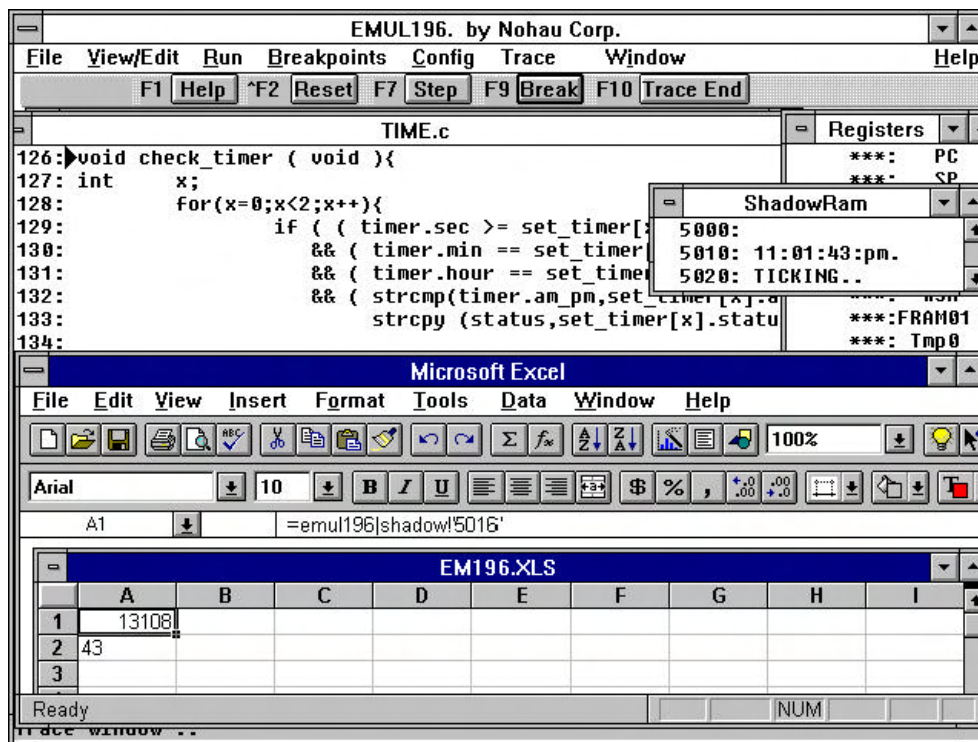 EMUL196. by Nohau Corp.
File View/Edit Run Breakpoints Config Trace Window Help
F1 Help ^F2 Reset F7 Step F9 Break F10 Trace End
TIME.c
126: void check_timer ( void ){
127: int x;
128: for(x=0;x<2;x++){
129: if ( ( timer.sec >= set_timer[
130: && ( timer.min == set_timer[
131: && ( timer.hour == set_time
132: && ( strcmp(timer.am_pm,set_timer[x].a
133: strcpy (status,set_timer[x].statu
134:
Registers
***: PC
***: SP
ShadowRam
5000:
5010: 11:01:43:pm.
5020: TICKING..
***:FRAM01
***: Tmp0
Microsoft Excel
File Edit View Insert Format Tools Data Window Help
ABC
100%
Arial 10 B I U $ % ,
A1 =emul196|shadow!'5016'
EM196.XLS
A B C D E F G H I
1 13108
2 43
3
Ready NUM
Trace window ..